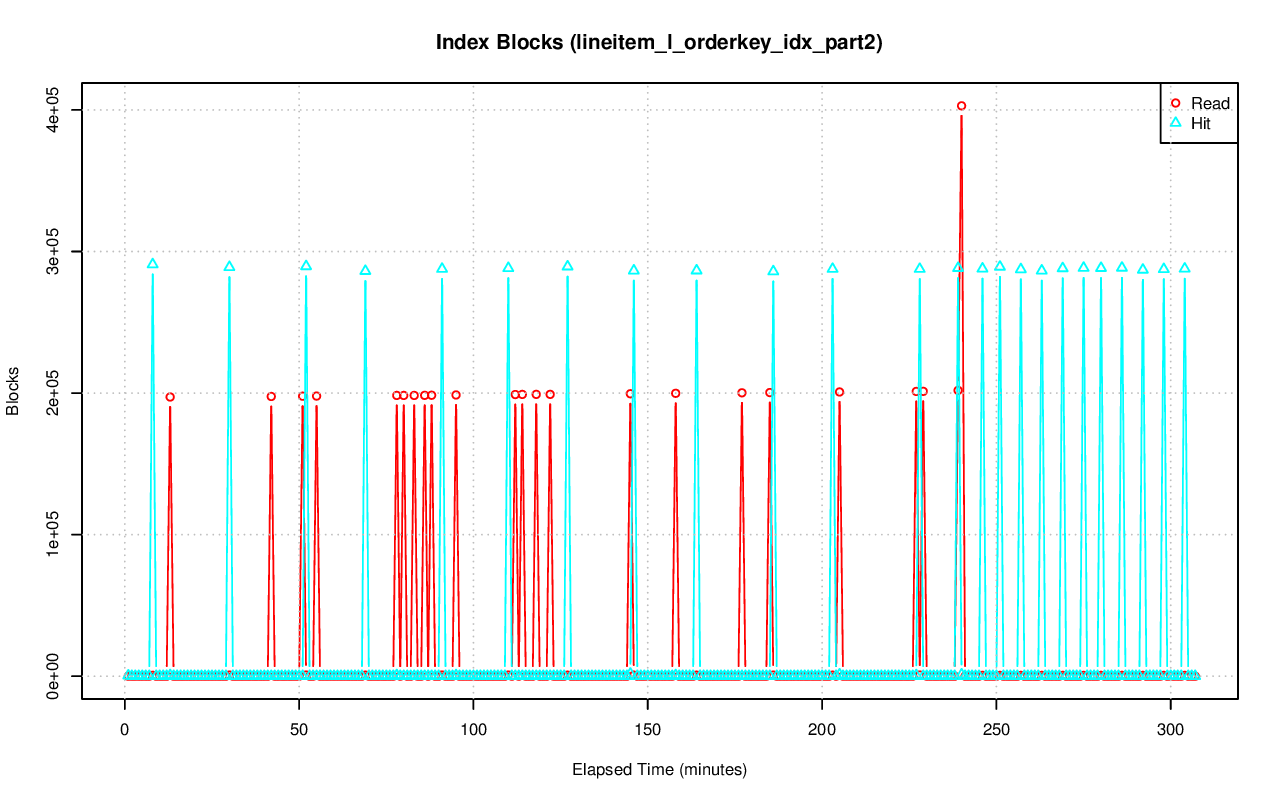 Index Blocks (lineitem_l_orderkey_idx_part2)
Read
Hit
4e+05
3e+05
2e+05
1e+05
0e+00
Blocks
0 50 100 150 200 250 300
Elapsed Time (minutes)